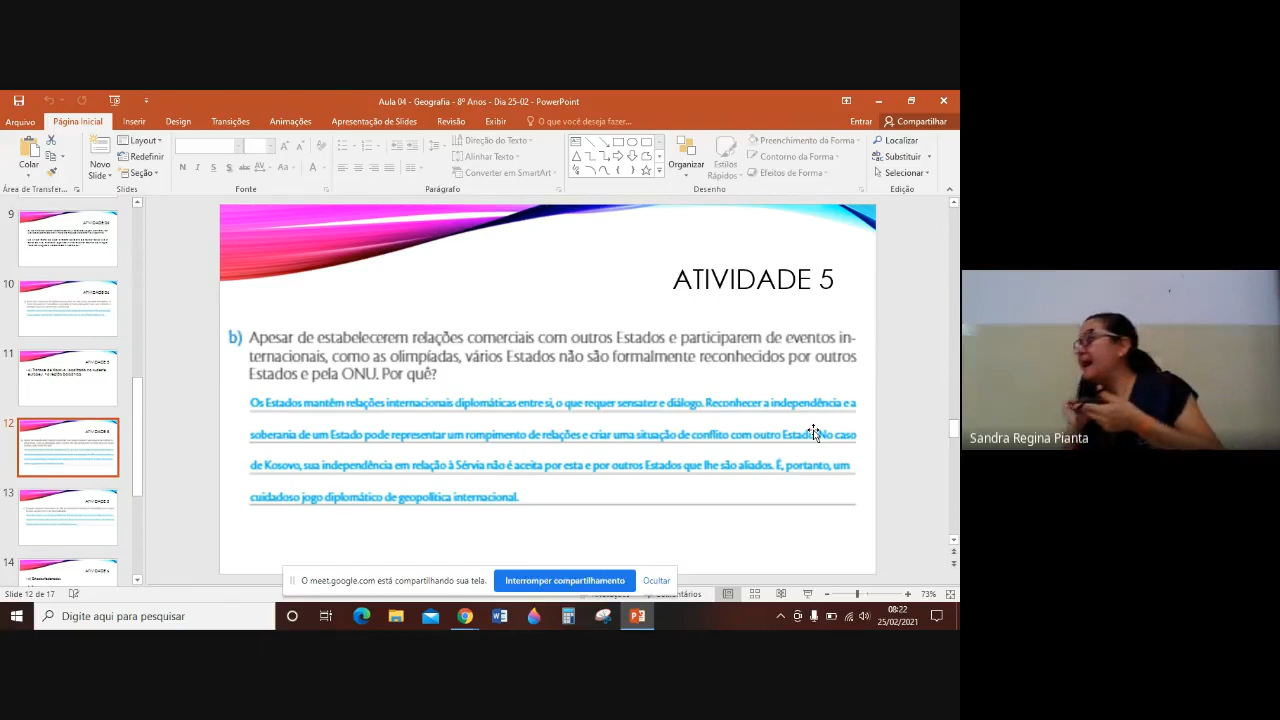 Aula 04 - Geografia - 8º Anos - Dia 25-02 - PowerPoint
Arquivo Página Inicial Inserir Design Transições Animações Apresentação de Slides Revisão Exibir O que você deseja fazer... Entrar Compartilhar
Colar
Novo Slide
Layout
Redefinir
Seção
Direção do Texto
Alinhar Texto
Converter em SmartArt
Organizar
Estilos Rápidos
Preenchimento da Forma
Contorno da Forma
Efeitos de Forma
Localizar
Substituir
Selecionar
Área de Transfer... Slides Fonte Parágrafo Desenho Edição
9
10
11
12
13
14
ATIVIDADE 5
b) Apesar de estabelecerem relações comerciais com outros Estados e participarem de eventos in-
ternacionais, como as olimpíadas, vários Estados não são formalmente reconhecidos por outros
Estados e pela ONU. Por quê?
Os Estados mantêm relações internacionais diplomáticas entre si, o que requer sensatez e diálogo. Reconhecer a independência e a
soberania de um Estado pode representar um rompimento de relações e criar uma situação de conflito com outro Estado. No caso
de Kosovo, sua independência em relação à Sérvia não é aceita por esta e por outros Estados que lhe são aliados. É, portanto, um
cuidadoso jogo diplomático de geopolítica internacional.
Sandra Regina Pianta
O meet.google.com está compartilhando sua tela. Interromper compartilhamento Ocultar
Slide 12 de 17
73%
Digite aqui para pesquisar
08:22
25/02/2021